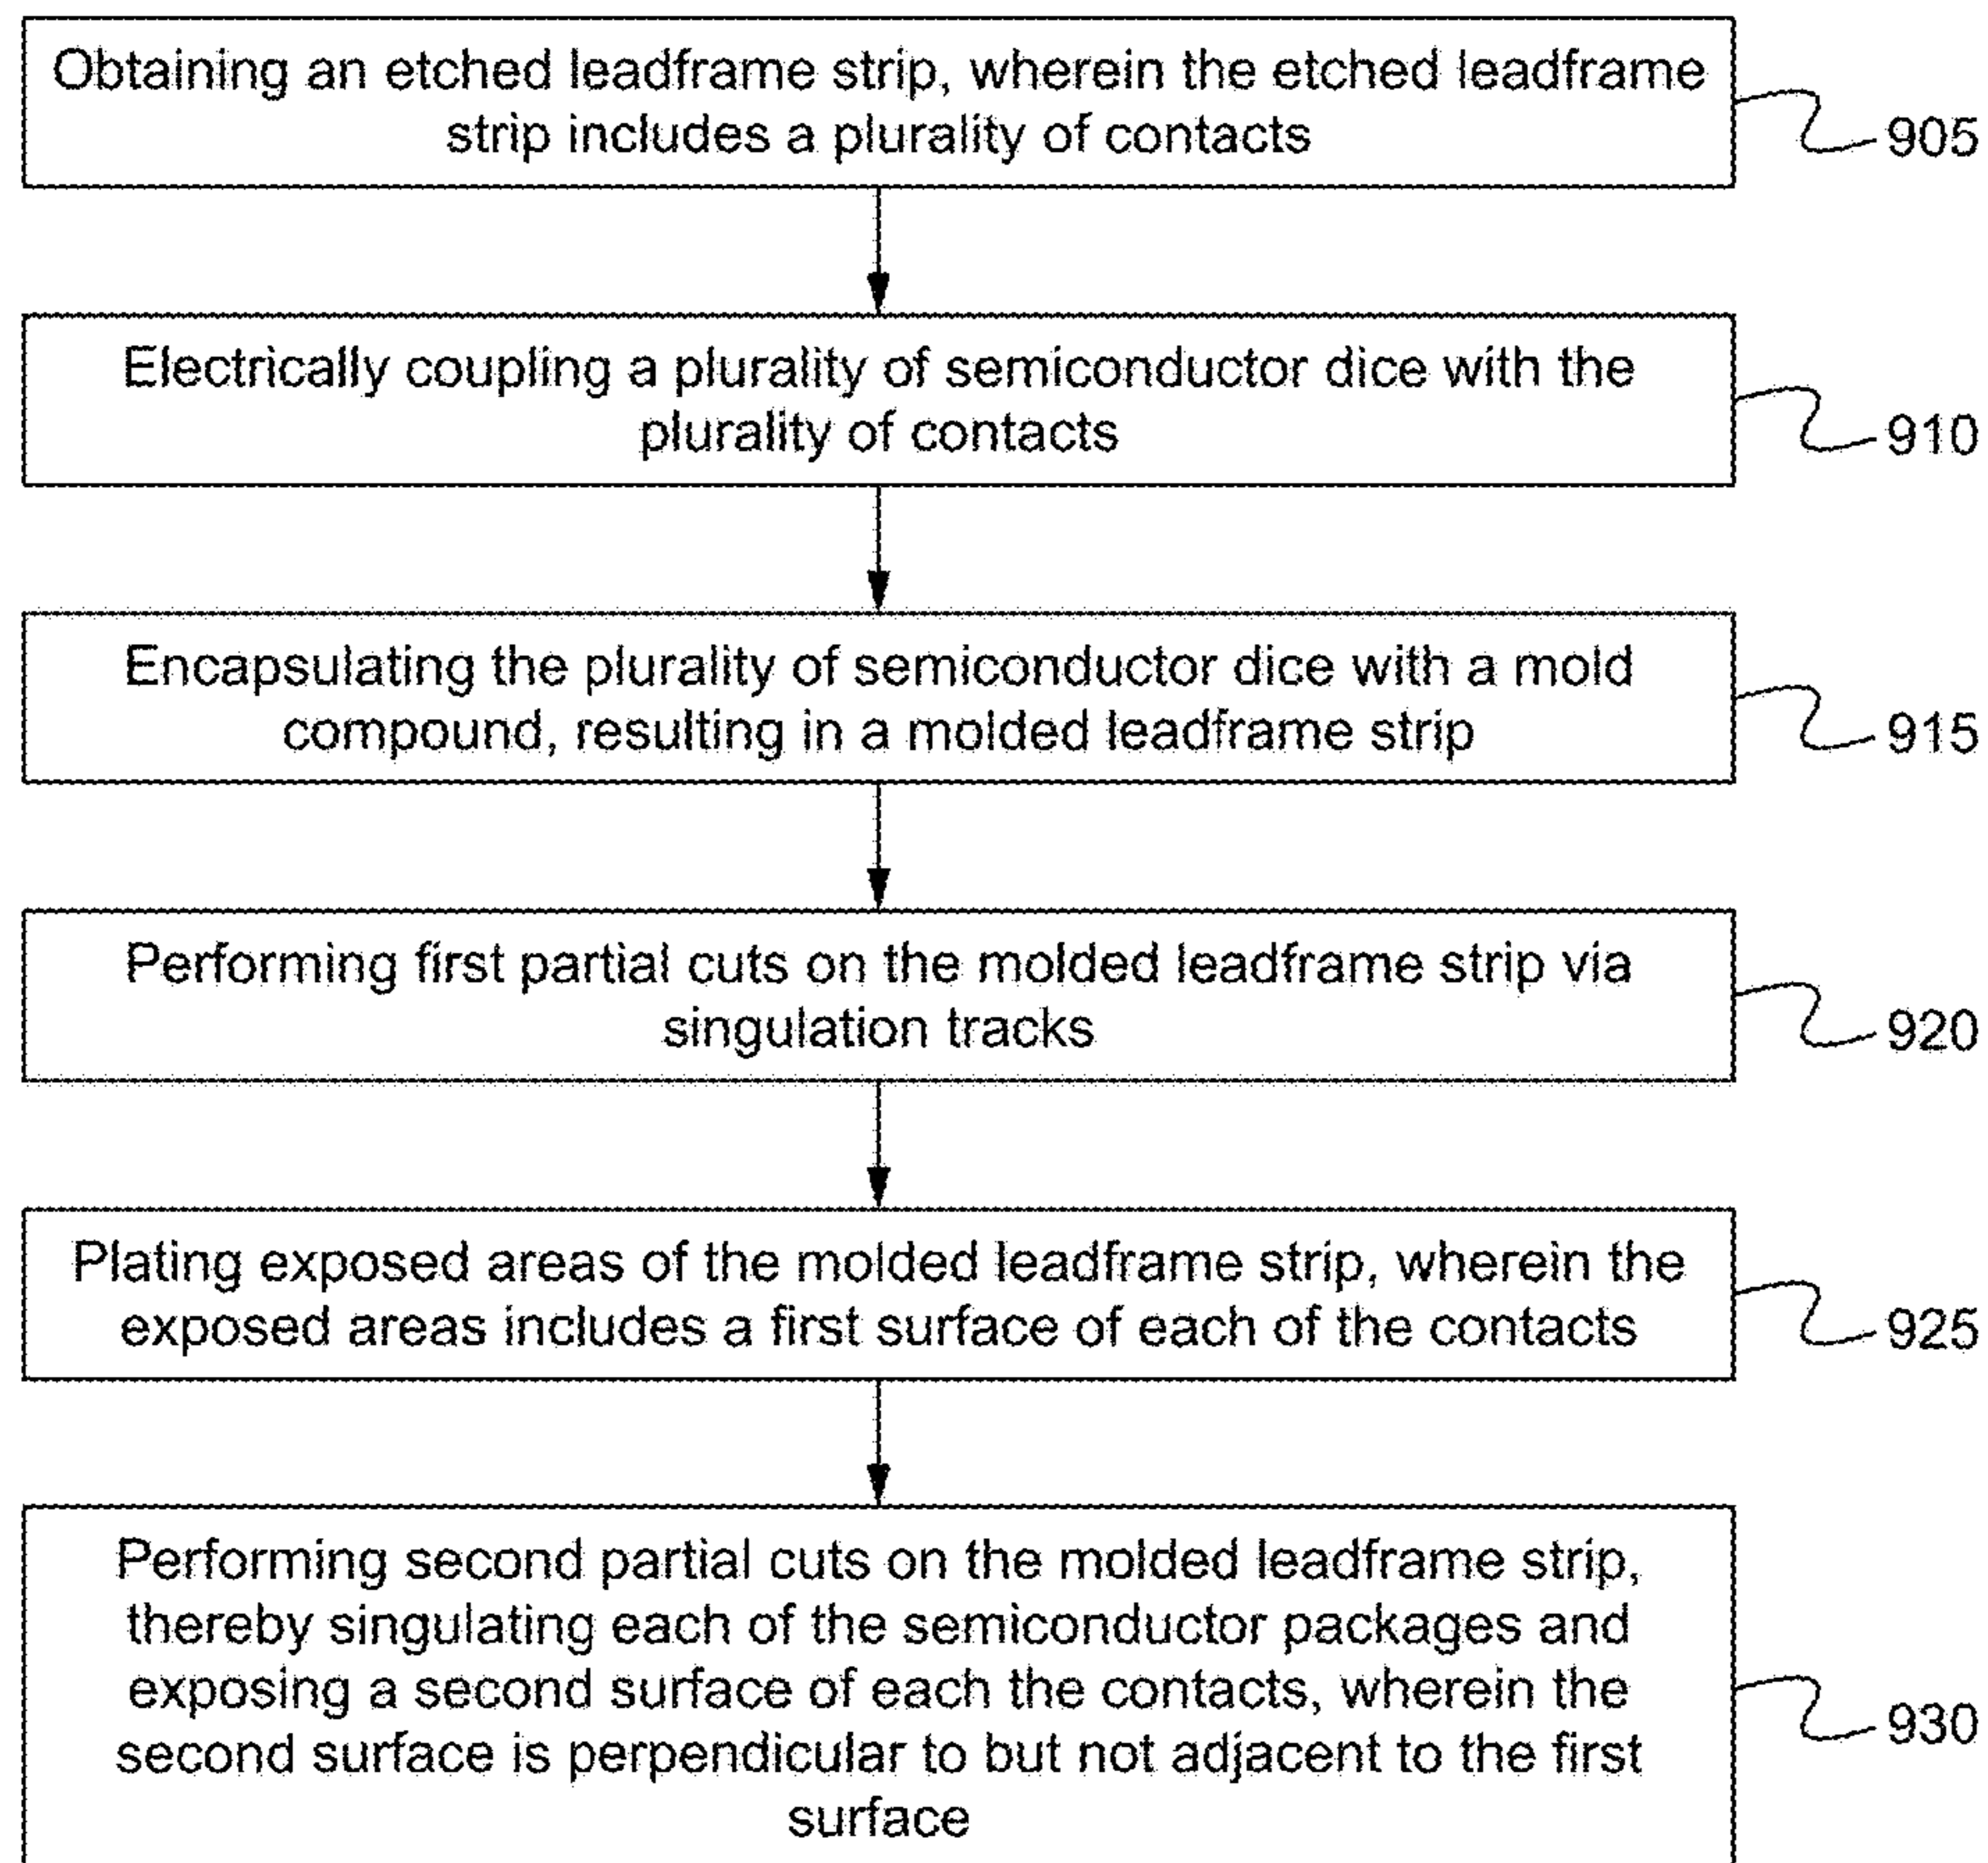 Obtaining an etched leadframe strip, wherein the etched leadframe
strip includes a plurality of contacts
905
Electrically coupling a plurality of semiconductor dice with the
plurality of contacts
910
Encapsulating the plurality of semiconductor dice with a mold
compound, resulting in a molded leadframe strip
915
Performing first partial cuts on the molded leadframe strip via
singulation tracks
920
Plating exposed areas of the molded leadframe strip, wherein the
exposed areas includes a first surface of each of the contacts
925
Performing second partial cuts on the molded leadframe strip,
thereby singulating each of the semiconductor packages and
exposing a second surface of each the contacts, wherein the
second surface is perpendicular to but not adjacent to the first
surface
930